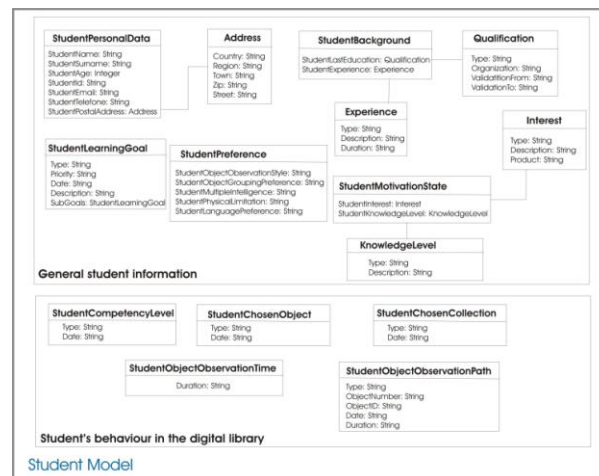 StudentPersonalData
StudentName: String
StudentSurname: String
StudentAge: Integer
StudentId: String
StudentEmail: String
StudentTelefone: String
StudentPostalAddress: Address
Address
Country: String
Region: String
Town: String
Zip: String
Street: String
StudentBackground
StudentLastEducation: Qualification
StudentExperience: Experience
Qualification
Type: String
Organization: String
ValidatitionFrom: String
ValidationTo: String
Experience
Type: String
Description: String
Duration: String
Interest
Type: String
Description: String
Product: String
StudentLearningGoal
Type: String
Priority: String
Date: String
Description: String
SubGoals: StudentLearningGoal
StudentPreference
StudentObjectObservationStyle: String
StudentObjectGroupingPreference: String
StudentMultipleIntelligence: String
StudentPhysicalLimitation: String
StudentLanguagePreference: String
StudentMotivationState
StudentInterest: Interest
StudentKnowledgeLevel: KnowledgeLevel
KnowledgeLevel
Type: String
Description: String
General student information
StudentCompetencyLevel
Type: String
Date: String
StudentChosenObject
Type: String
Date: String
StudentChosenCollection
Type: String
Date: String
StudentObjectObservationTime
Duration: String
StudentObjectObservationPath
Type: String
ObjectNumber: String
ObjectID: String
Date: String
Duration: String
Student's behaviour in the digital library
Student Model